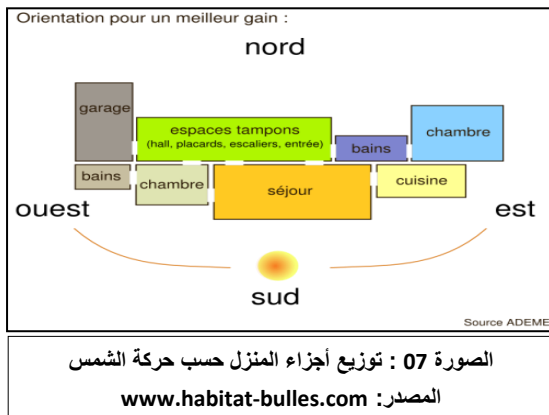 Orientation pour un meilleur gain :
nord
garage
espaces tampons
(hall, placards, escaliers, entrée)
bains
chambre
bains
chambre
séjour
cuisine
ouest
est
sud
Source ADEME
الصورة 07 : توزيع أجزاء المنزل حسب حركة الشمس
المصدر: www.habitat-bulles.com